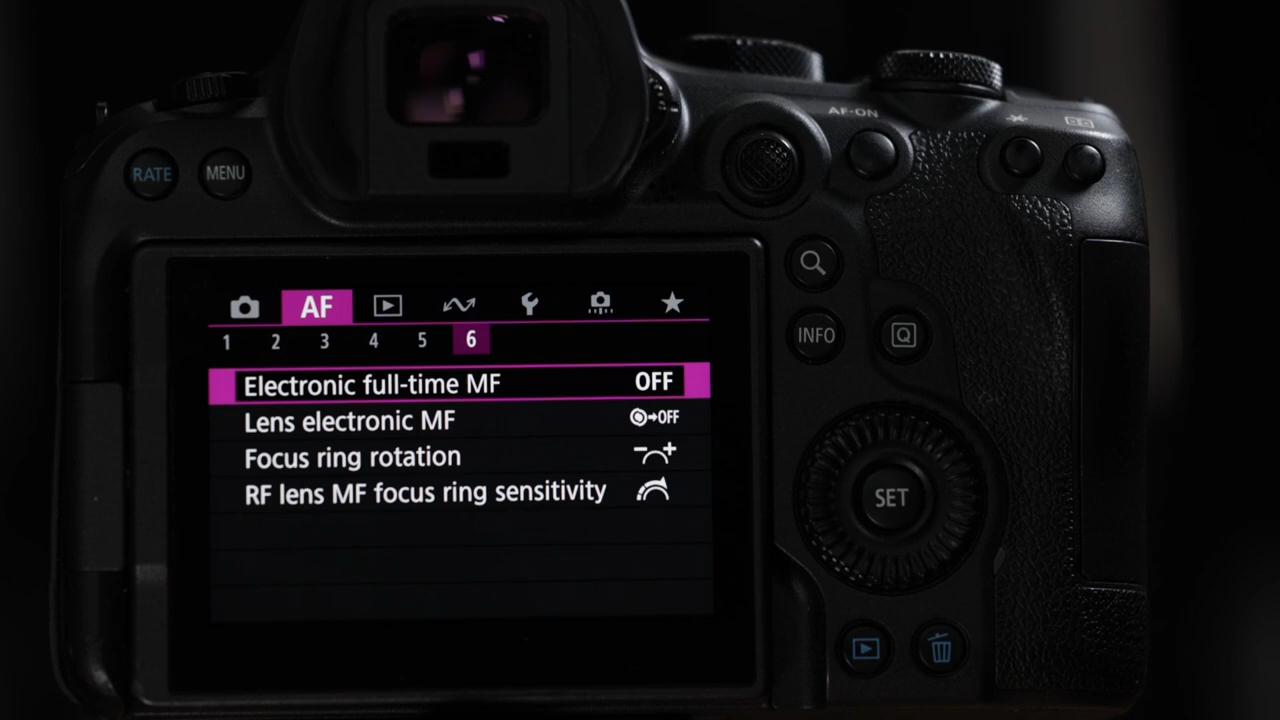 AF-ON
RATE MENU
AF
1 2 3 4 5 6
Electronic full-time MF OFF
Lens electronic MF OFF
Focus ring rotation
RF lens MF focus ring sensitivity
INFO
Q
SET